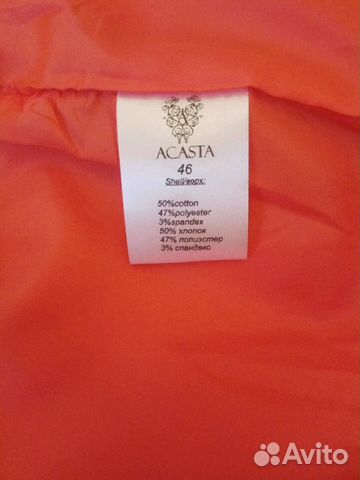 A
ACASTA
46
Shell/верх:
50%cotton
47%polyester
3%spandex
50% хлопок
47% полиэстер
3% спандекс
Avito